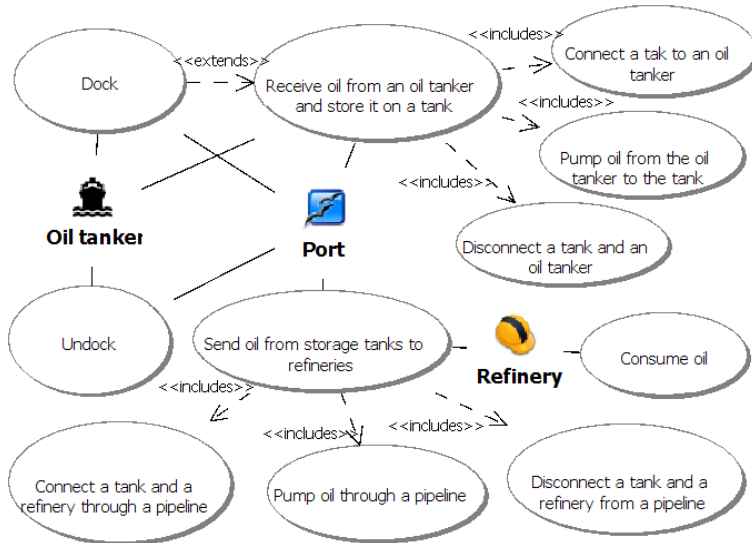 <<includes>>
<<extends>>
Connect a tak to an oil
tanker
Dock
Receive oil from an oil tanker
and store it on a tank
<<includes>>
Pump oil from the oil
tanker to the tank
<<includes>>
Oil tanker
Port
Disconnect a tank and an
oil tanker
Undock
Send oil from storage tanks to
refineries
Refinery
Consume oil
<<includes>>
<<includes>>
<<includes>>
Connect a tank and a
refinery through a pipeline
Pump oil through a pipeline
Disconnect a tank and a
refinery from a pipeline